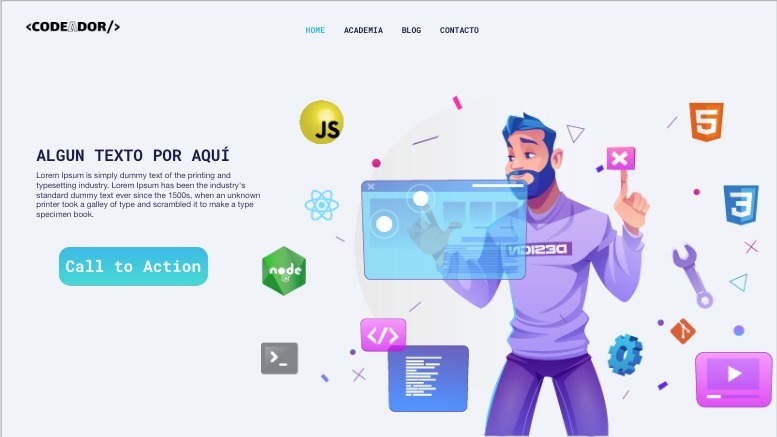 <CODEADOR/>
HOME ACADEMIA BLOG CONTACTO
JS
5
ALGUN TEXTO POR AQUÍ
Lorem Ipsum is simply dummy text of the printing and
typesetting industry. Lorem Ipsum has been the industry's
standard dummy text ever since the 1500s, when an unknown
printer took a galley of type and scrambled it to make a type
specimen book.
3
DESIGN
Call to Action
node
JS
</>
>_